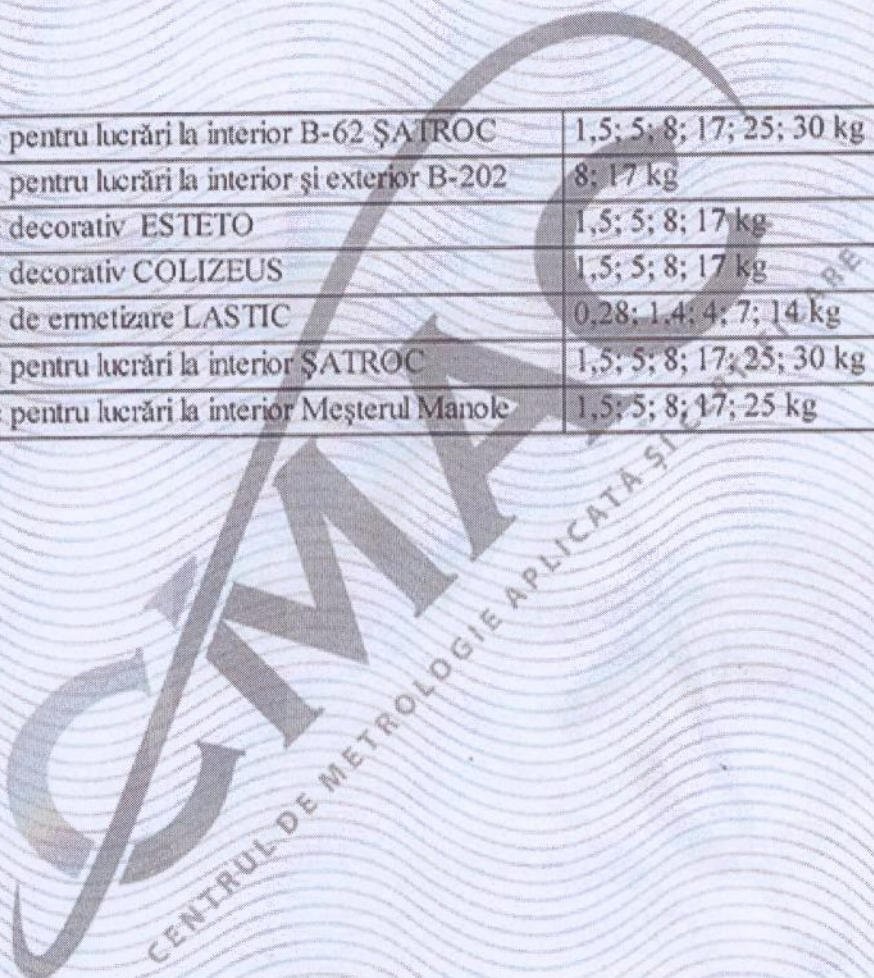 pentru lucrări la interior B-62 ŞATROC 1,5; 5; 8; 17; 25; 30 kg
pentru lucrări la interior şi exterior B-202 8; 17 kg
decorativ ESTETO 1,5; 5; 8; 17 kg
decorativ COLIZEUS 1,5; 5; 8; 17 kg
de ermetizare LASTIC 0,28; 1,4; 4; 7; 14 kg
pentru lucrări la interior ŞATROC 1,5; 5; 8; 17; 25; 30 kg
pentru lucrări la interior Meşterul Manole 1,5; 5; 8; 17; 25 kg
CMAC
CENTRUL DE METROLOGIE APLICATĂ ŞI